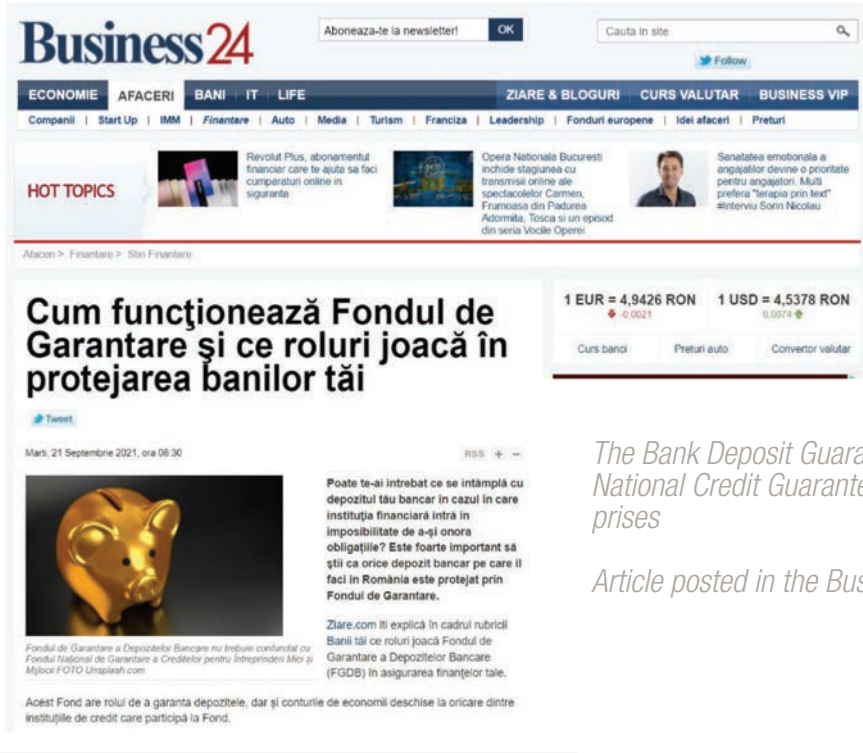 Business24
Aboneaza-te la newsletter! OK
Cauta in site
Follow
ECONOMIE AFACERI BANI IT LIFE ZIARE & BLOGURI CURS VALUTAR BUSINESS VIP
Companii | Start Up | IMM | Finantare | Auto | Media | Turism | Franciza | Leadership | Fonduri europene | Idei afaceri | Preturi
HOT TOPICS
Revolut Plus, abonamentul
financiar care te ajuta sa faci
cumparaturi online in
siguranta
Opera Nationala Bucuresti
inchide stagiunea cu
transmisii online ale
spectacolelor Carmen,
Frumoasa din Padurea
Adormita, Tosca si un episod
din seria Vocile Operei
Sanatatea emotionala a
angajatilor devine o prioritate
pentru angajatori. Multi
prefera "terapia prin text"
#Interviu Sorin Nicolau
Afaceri > Finantare > Stiri Finantare
Cum funcţionează Fondul de
Garantare şi ce roluri joacă în
protejarea banilor tăi
Tweet
1 EUR = 4,9426 RON 1 USD = 4,5378 RON
-0,0021 0,0074
Curs banci Preturi auto Convertor valutar
Marti, 21 Septembrie 2021, ora 08:30
RSS + -
Poate te-ai întrebat ce se întâmplă cu
depozitul tău bancar în cazul în care
instituţia financiară intră în
imposibilitate de a-şi onora
obligaţiile? Este foarte important să
ştii ca orice depozit bancar pe care îl
faci în România este protejat prin
Fondul de Garantare.
Ziare.com îti explică în cadrul rubricii
Banii tăi ce roluri joacă Fondul de
Garantare a Depozitelor Bancare
(FGDB) în asigurarea finanţelor tale.
Fondul de Garantare a Depozitelor Bancare nu trebuie confundat cu
Fondul Naţional de Garantare a Creditelor pentru Întreprinderi Mici şi
Mijlocii FOTO Unsplash.com
Acest Fond are rolul de a garanta depozitele, dar şi conturile de economii deschise la oricare dintre
instituţiile de credit care participă la Fond.
The Bank Deposit Guara
National Credit Guarante
prises
Article posted in the Bus